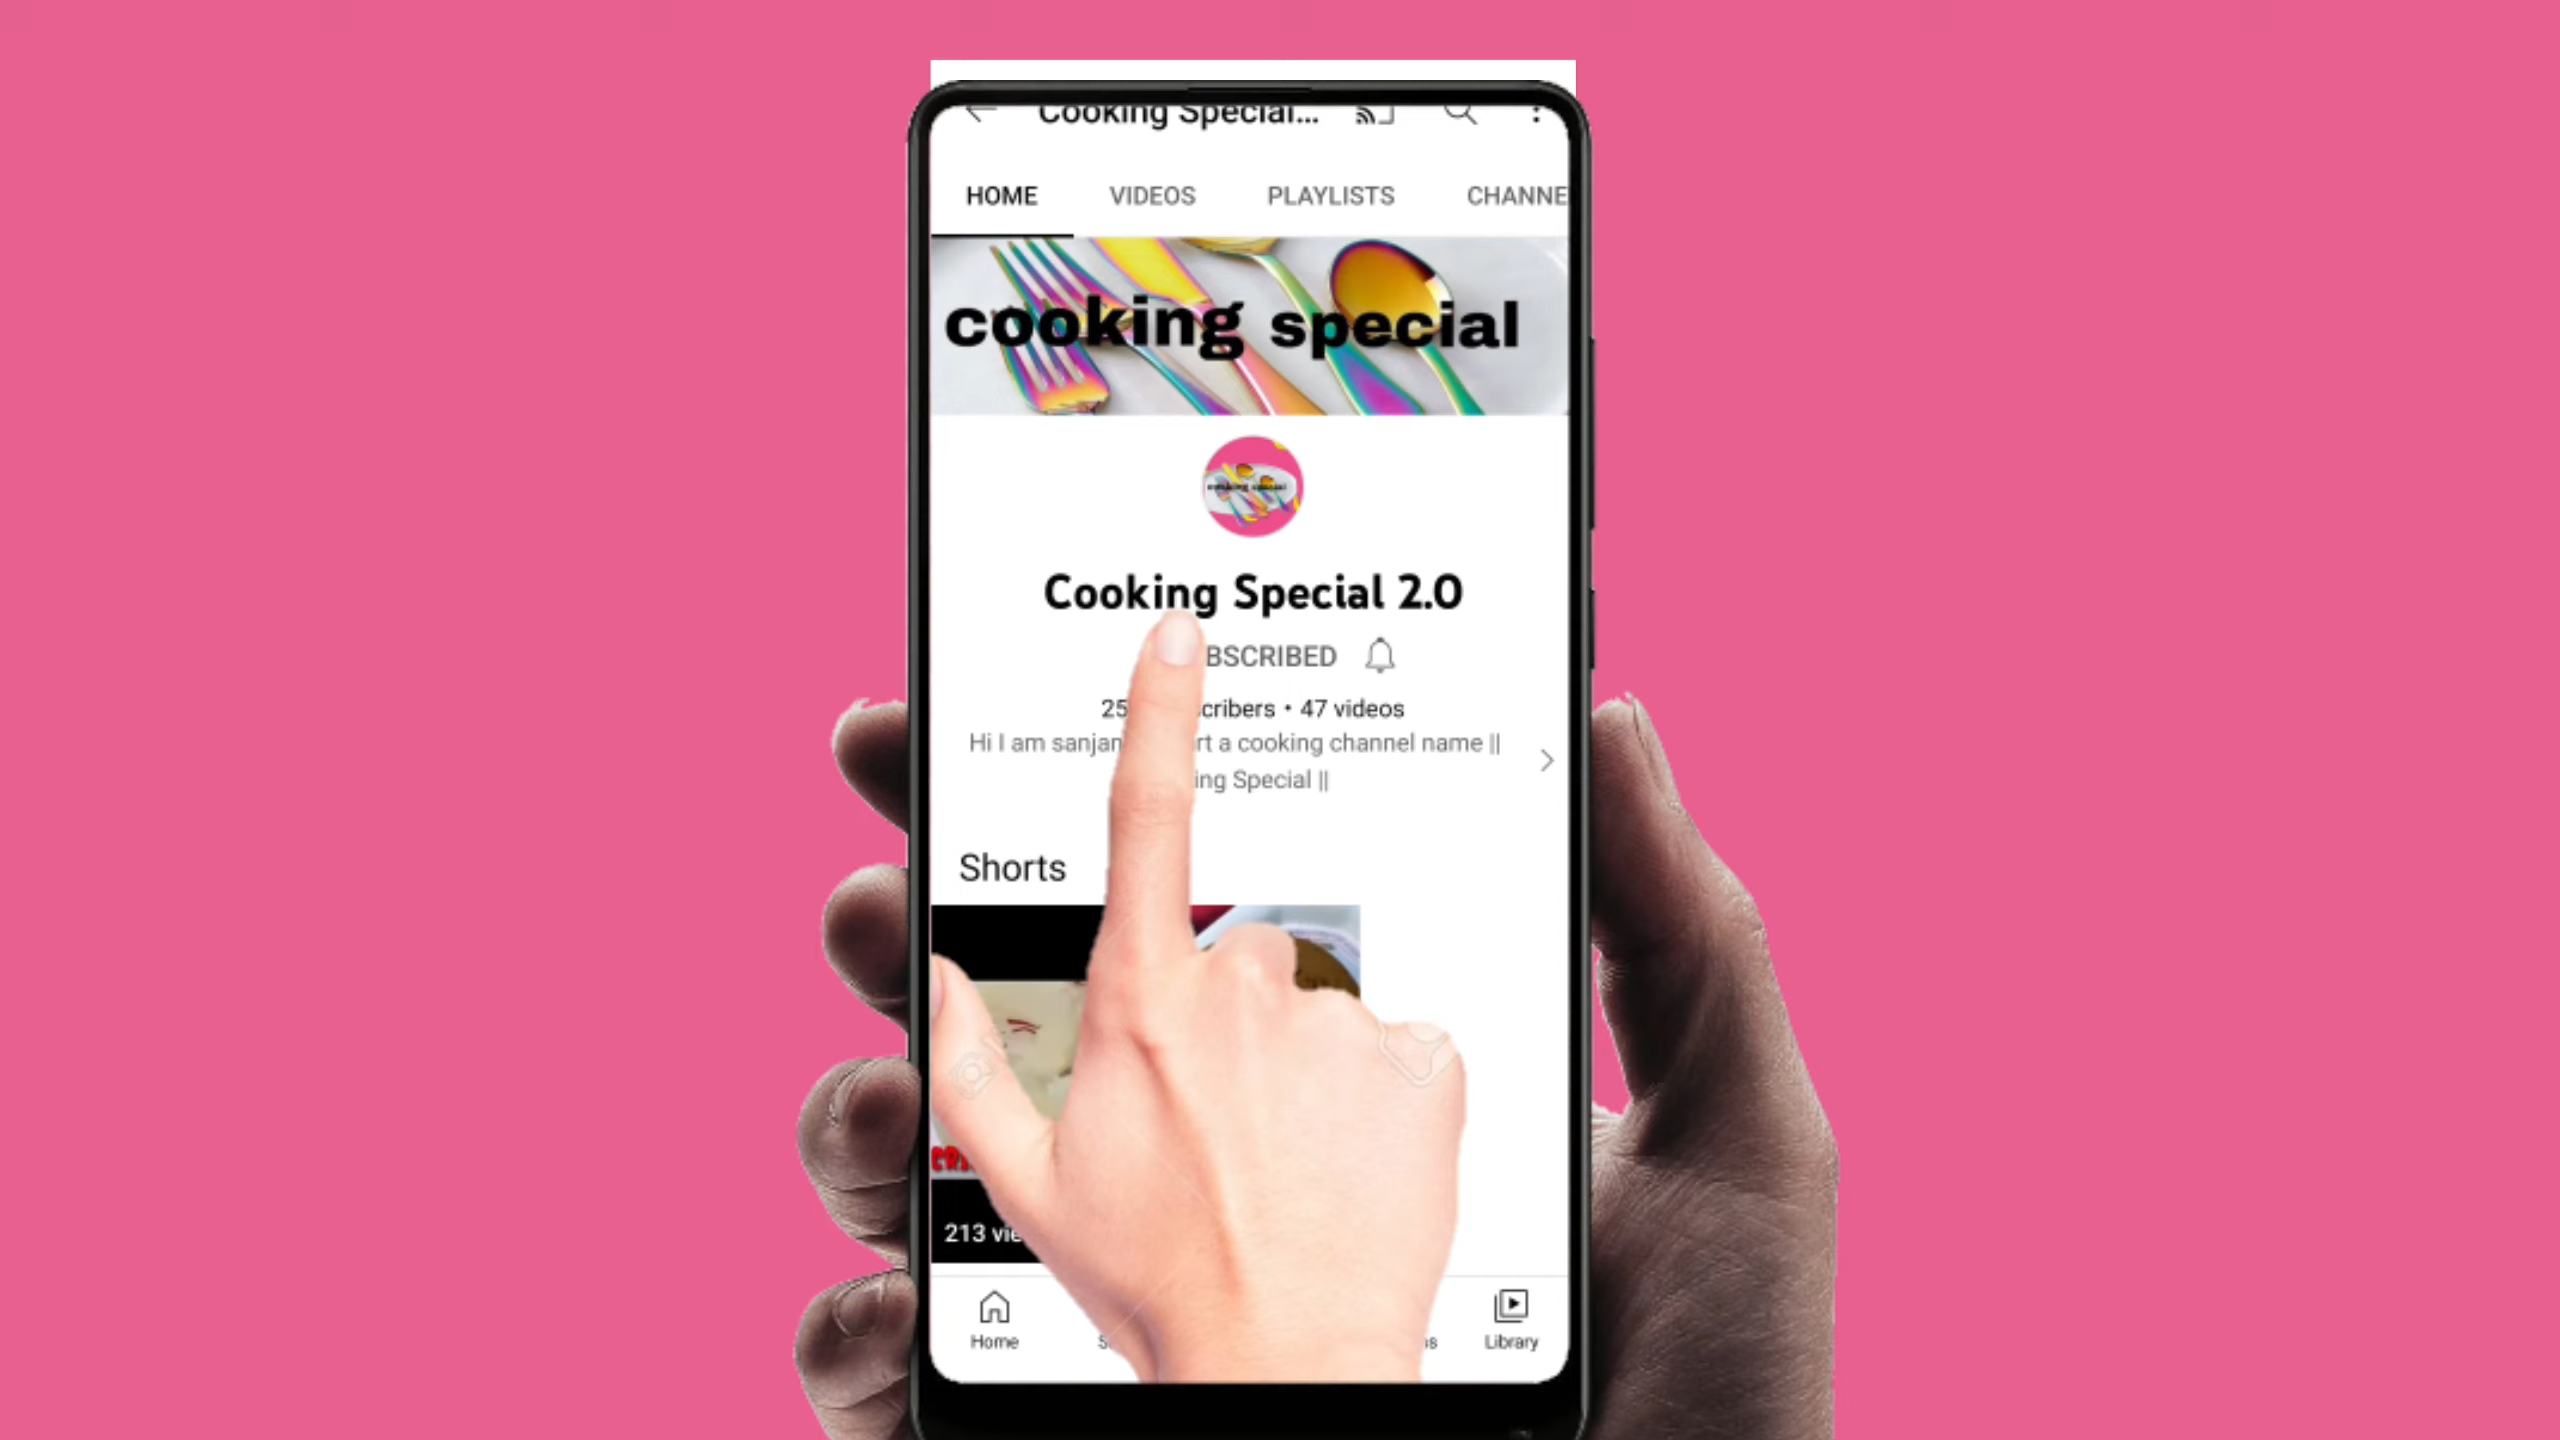 Cooking Special...
HOME VIDEOS PLAYLISTS CHANNE
cooking special
Cooking Special 2.0
BSCRIBED
25 cribers • 47 videos
Hi I am sanjan rt a cooking channel name ||
ing Special ||
Shorts
213 vie
Home Library